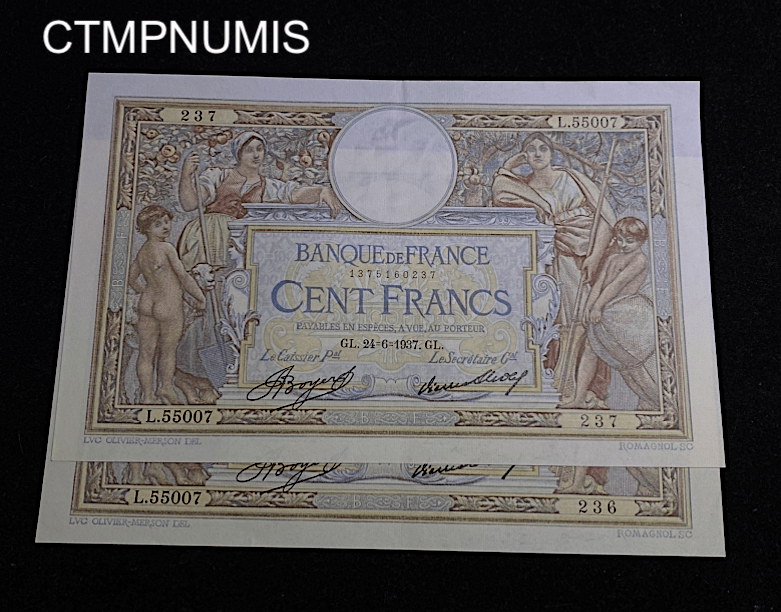 CTMPNUMIS
237 L.55007
BANQUE DE FRANCE
1375160237
CENT FRANCS
PAYABLES EN ESPÈCES, A VUE, AU PORTEUR
GL. 24=6=1937. GL.
Le Caissier Pal Le Secrétaire Gal
L.55007 237
LVC OLIVIER-MERSON DEL ROMAGNOL SC
L.55007 236
LVC OLIVIER-MERSON DEL ROMAGNOL SC